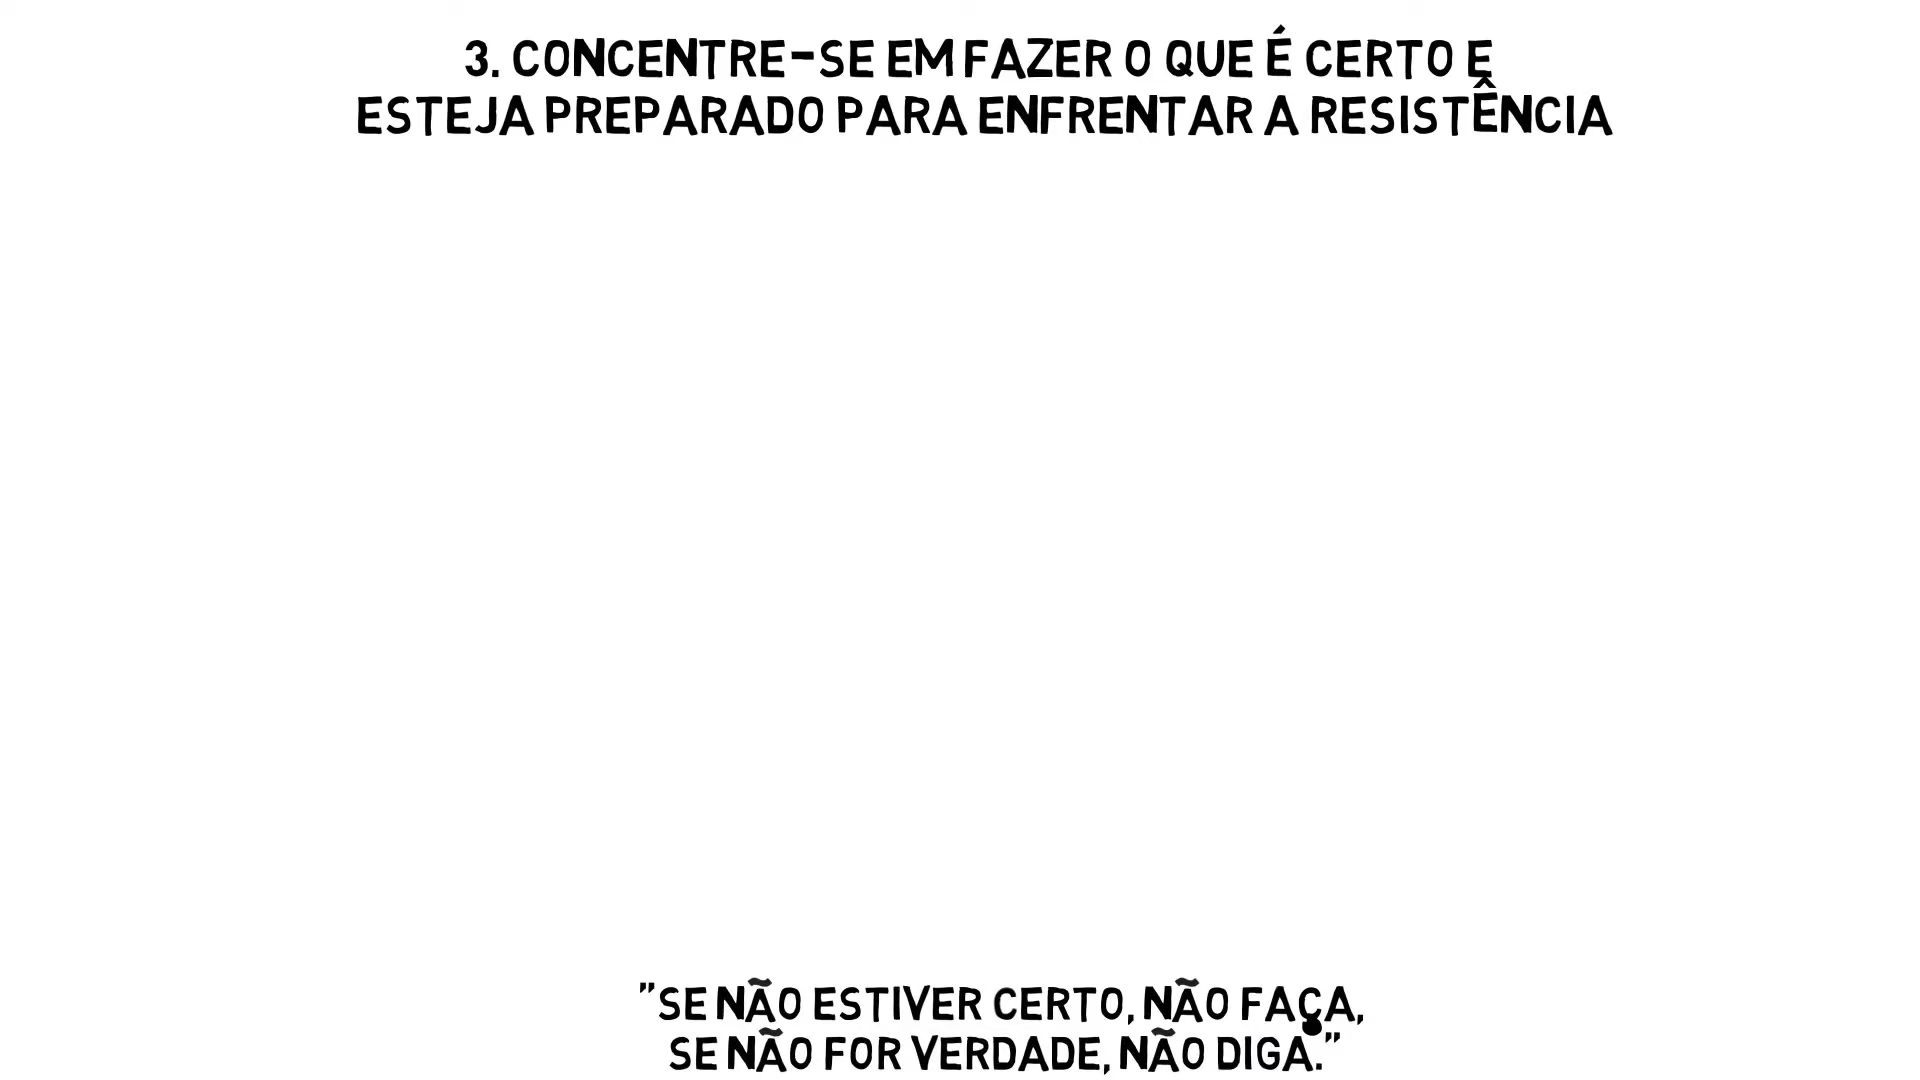 3. CONCENTRE-SE EM FAZER O QUE É CERTO E
ESTEJA PREPARADO PARA ENFRENTAR A RESISTÊNCIA
"SE NÃO ESTIVER CERTO, NÃO FAÇA,
SE NÃO FOR VERDADE, NÃO DIGA."